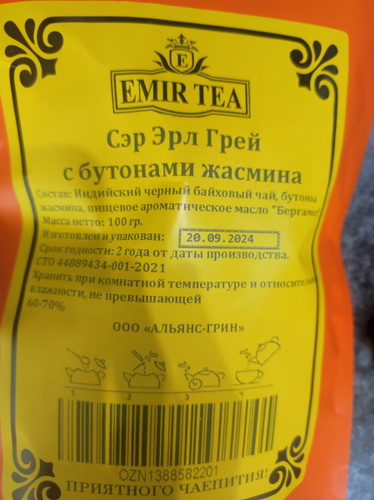 E
EMIR TEA
Сэр Эрл Грей
с бутонами жасмина
Состав: Индийский черный байховый чай, бутоны
жасмина, пищевое ароматическое масло "Бергамот"
Масса нетто: 100 гр.
Изготовлен и упакован: 20.09.2024
Срок годности: 2 года от даты производства.
СТО 44889434-001-2021
Хранить при комнатной температуре и относительной
влажности, не превышающей
60-70%
ООО «АЛЬЯНС-ГРИН»
1 2 3 4
OZN1388582201
ПРИЯТНОГО ЧАЕПИТИЯ!